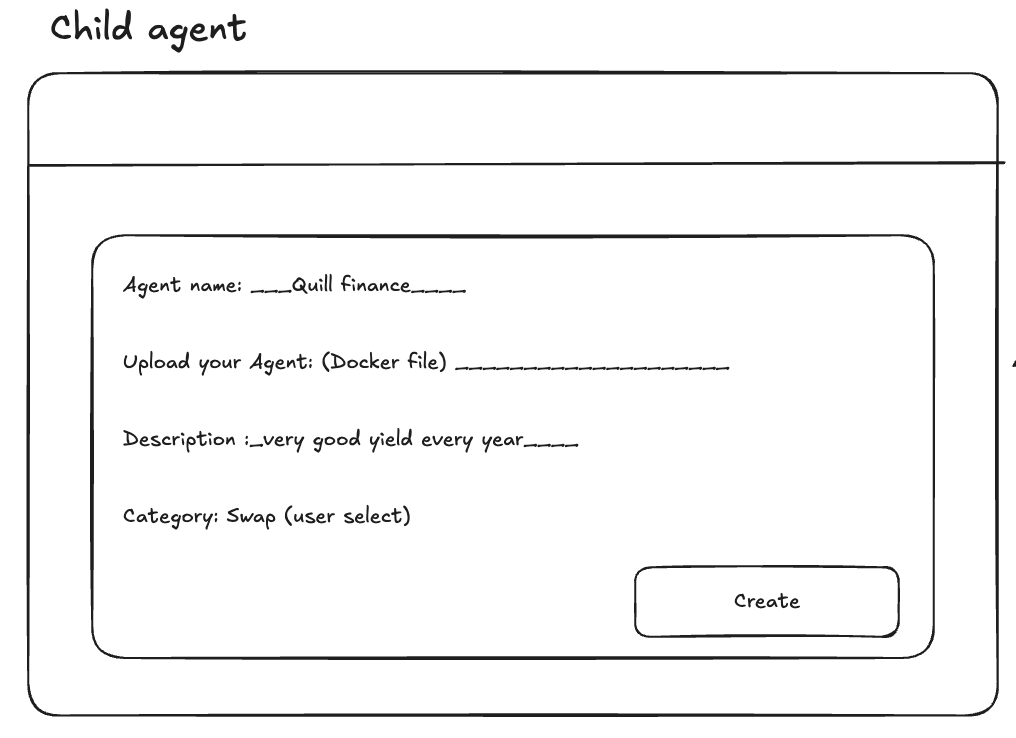 Child agent
Agent name: ___Quill finance____
Upload your Agent: (Docker file) ____________________
Description :_very good yield every year____
Category: Swap (user select)
Create